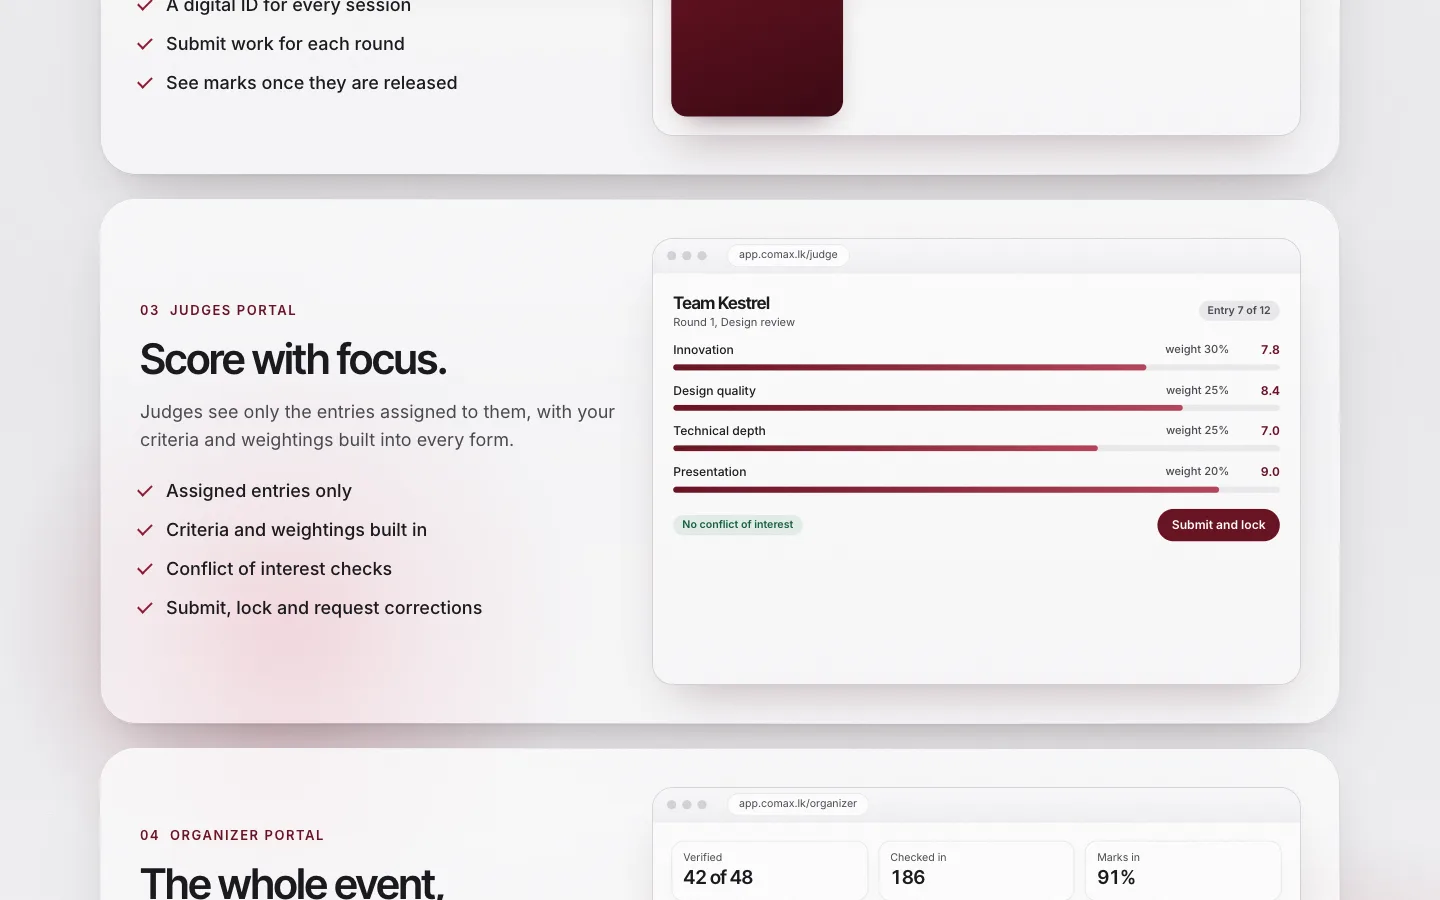 A digital ID for every session
Submit work for each round
See marks once they are released
03 JUDGES PORTAL
Score with focus.
Judges see only the entries assigned to them, with your
criteria and weightings built into every form.
Assigned entries only
Criteria and weightings built in
Conflict of interest checks
Submit, lock and request corrections
app.comax.lk/judge
Team Kestrel
Round 1, Design review
Entry 7 of 12
Innovation weight 30% 7.8
Design quality weight 25% 8.4
Technical depth weight 25% 7.0
Presentation weight 20% 9.0
No conflict of interest
Submit and lock
04 ORGANIZER PORTAL
The whole event,
app.comax.lk/organizer
Verified
42 of 48
Checked in
186
Marks in
91%